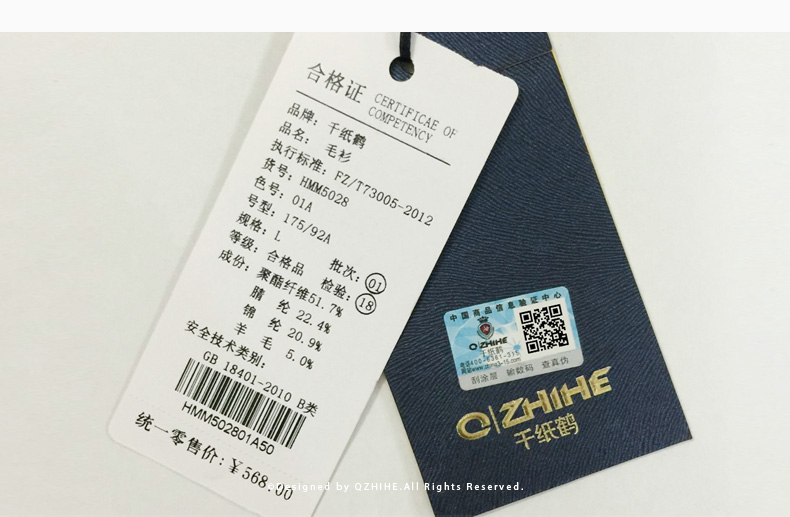 合格证 CERTIFICAE OF
COMPETENCY
品牌: 千纸鹤
品名: 毛衫
执行标准: FZ/T73005-2012
货号: HMM5028
色号: 01A
号型: 175/92A
规格: L
等级: 合格品 批次: 01
成份: 聚酯纤维51.7% 检验: 18
腈 纶 22.4%
锦 纶 20.9%
羊 毛 5.0%
安全技术类别:
GB 18401-2010 B类
HMM502801A50
统一零售价: ¥568.00
中国商品信息验证中心
QZHIHE
千纸鹤
刮涂层 输数码 查真伪
Q|ZHIHE
千纸鹤
©Designed by QZHIHE.All Rights Reserved.